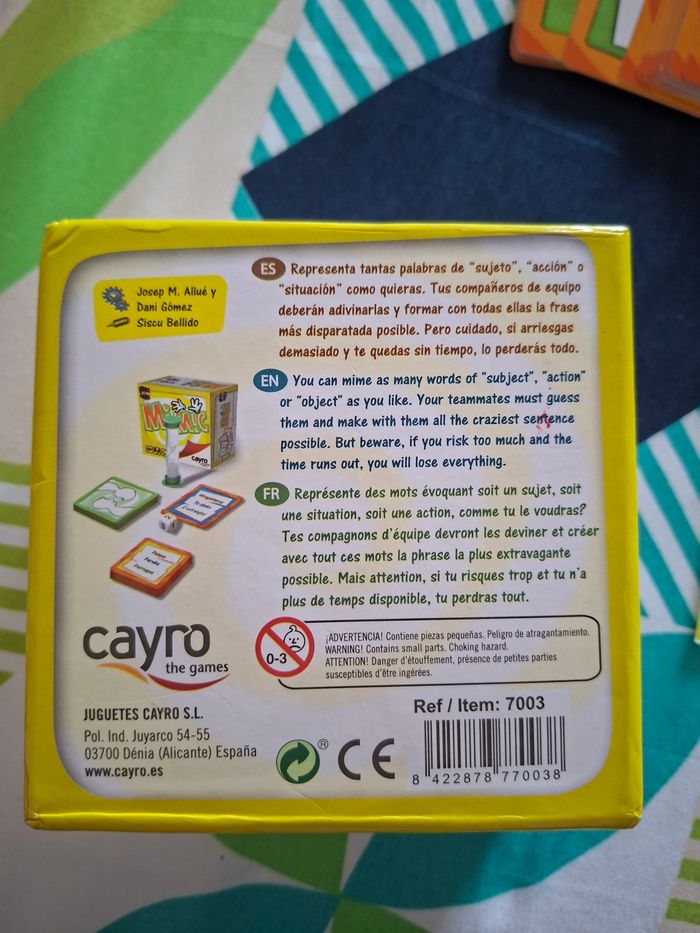 Josep M. Allué y
Dani Gómez
Siscu Bellido
ES Representa tantas palabras de "sujeto", "acción" o
"situación" como quieras. Tus compañeros de equipo
deberán adivinarlas y formar con todas ellas la frase
más disparatada posible. Pero cuidado, si arriesgas
demasiado y te quedas sin tiempo, lo perderás todo.
EN You can mime as many words of "subject", "action"
or "object" as you like. Your teammates must guess
them and make with them all the craziest sentence
possible. But beware, if you risk too much and the
time runs out, you will lose everything.
FR Représente des mots évoquant soit un sujet, soit
une situation, soit une action, comme tu le voudras?
Tes compagnons d'équipe devront les deviner et créer
avec tout ces mots la phrase la plus extravagante
possible. Mais attention, si tu risques trop et tu n'a
plus de temps disponible, tu perdras tout.
MiMiC
cayro
cayro
the games
0-3
¡ADVERTENCIA! Contiene piezas pequeñas. Peligro de atragantamiento.
WARNING! Contains small parts. Choking hazard.
ATTENTION! Danger d'étouffement, présence de petites parties
susceptibles d'être ingérées.
JUGUETES CAYRO S.L.
Pol. Ind. Juyarco 54-55
03700 Dénia (Alicante) España
www.cayro.es
® CE
Ref / Item: 7003
8 422878 770038